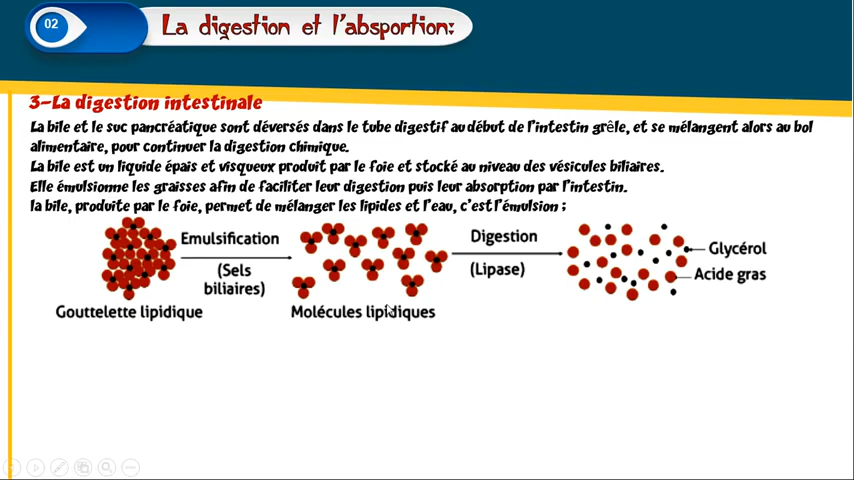 02
La digestion et l'absportion:
3-La digestion intestinale
La bile et le suc pancréatique sont déversés dans le tube digestif au début de l'intestin grêle, et se mélangent alors au bol
alimentaire, pour continuer la digestion chimique.
La bile est un liquide épais et visqueux produit par le foie et stocké au niveau des vésicules biliaires.
Elle émulsionne les graisses afin de faciliter leur digestion puis leur absorption par l'intestin.
la bile, produite par le foie, permet de mélanger les lipides et l'eau, c'est l'émulsion ;
Emulsification
(Sels
biliaires)
Digestion
(Lipase)
Glycérol
Acide gras
Gouttelette lipidique
Molécules lipidiques